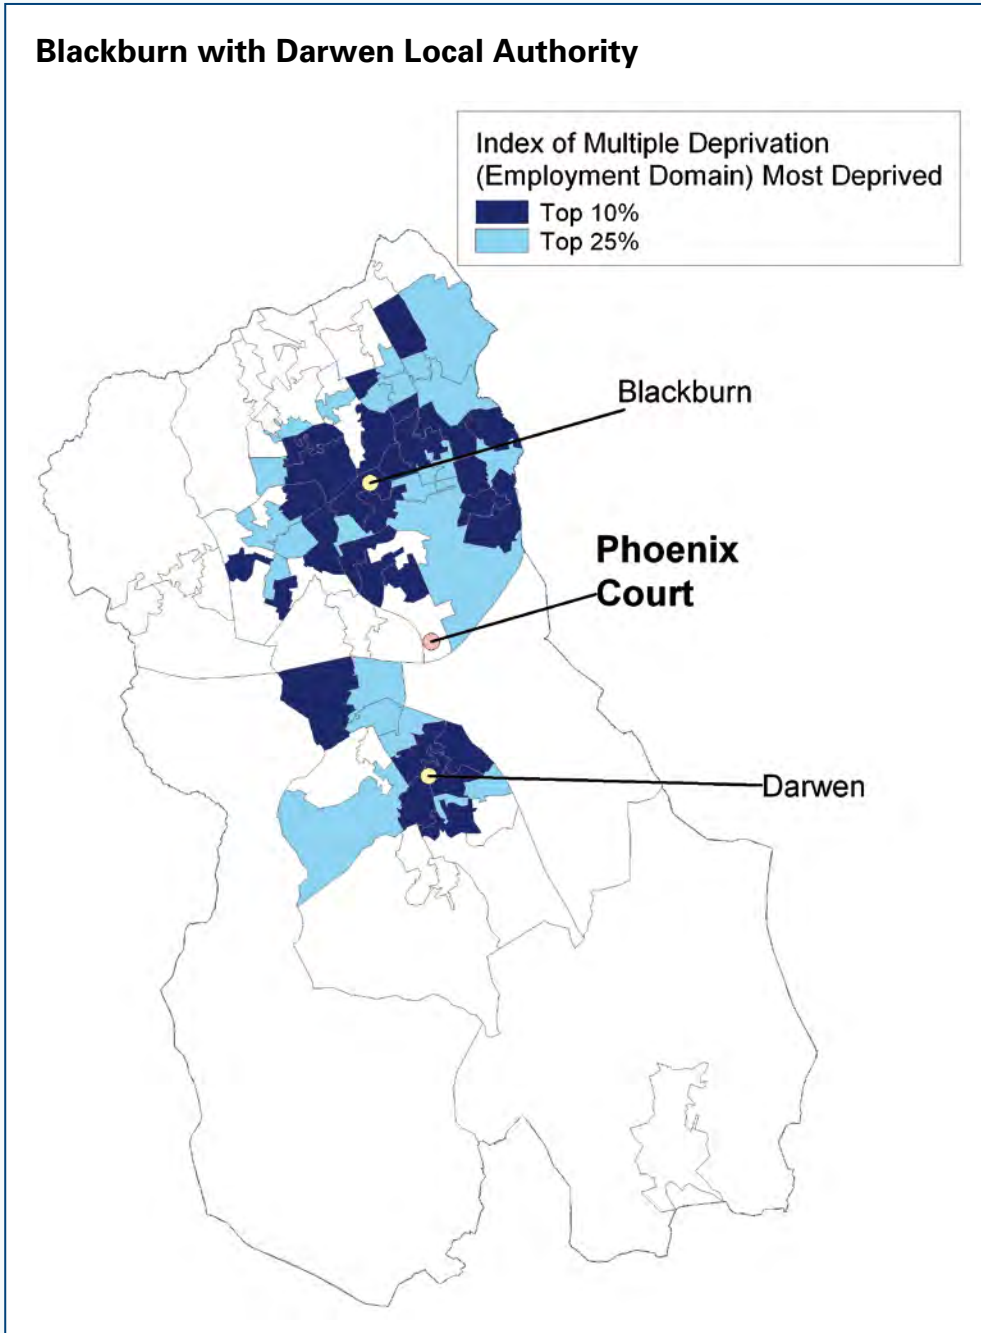 Blackburn with Darwen Local Authority
Index of Multiple Deprivation
(Employment Domain) Most Deprived
Top 10%
Top 25%
Blackburn
Phoenix
Court
Darwen